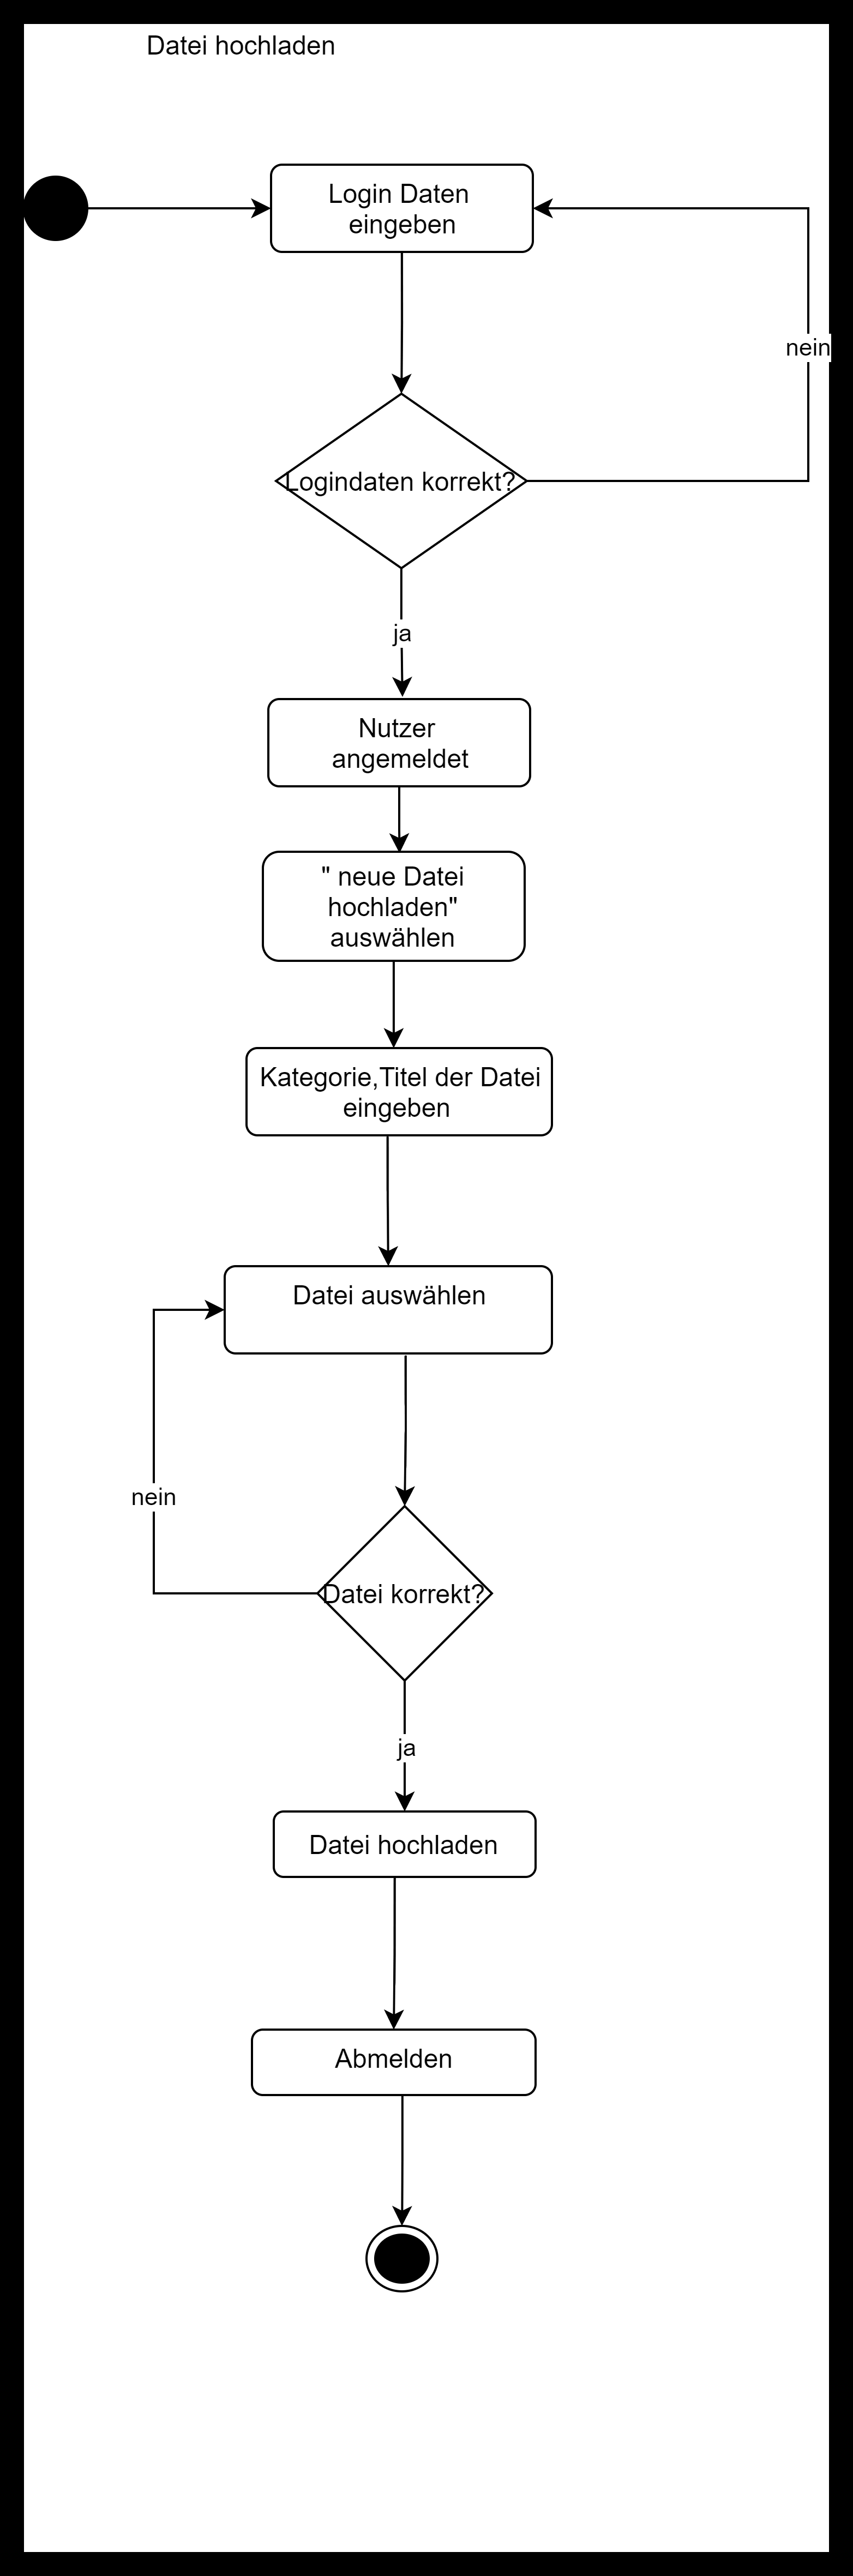 Datei hochladen
Login Daten
eingeben
nein
Logindaten korrekt?
ja
Nutzer
angemeldet
" neue Datei
hochladen"
auswählen
Kategorie,Titel der Datei
eingeben
Datei auswählen
nein
Datei korrekt?
ja
Datei hochladen
Abmelden